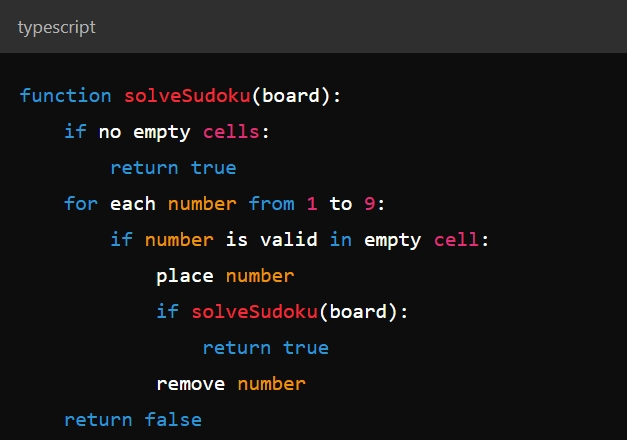 typescript
function solveSudoku(board):
if no empty cells:
return true
for each number from 1 to 9:
if number is valid in empty cell:
place number
if solveSudoku(board):
return true
remove number
return false